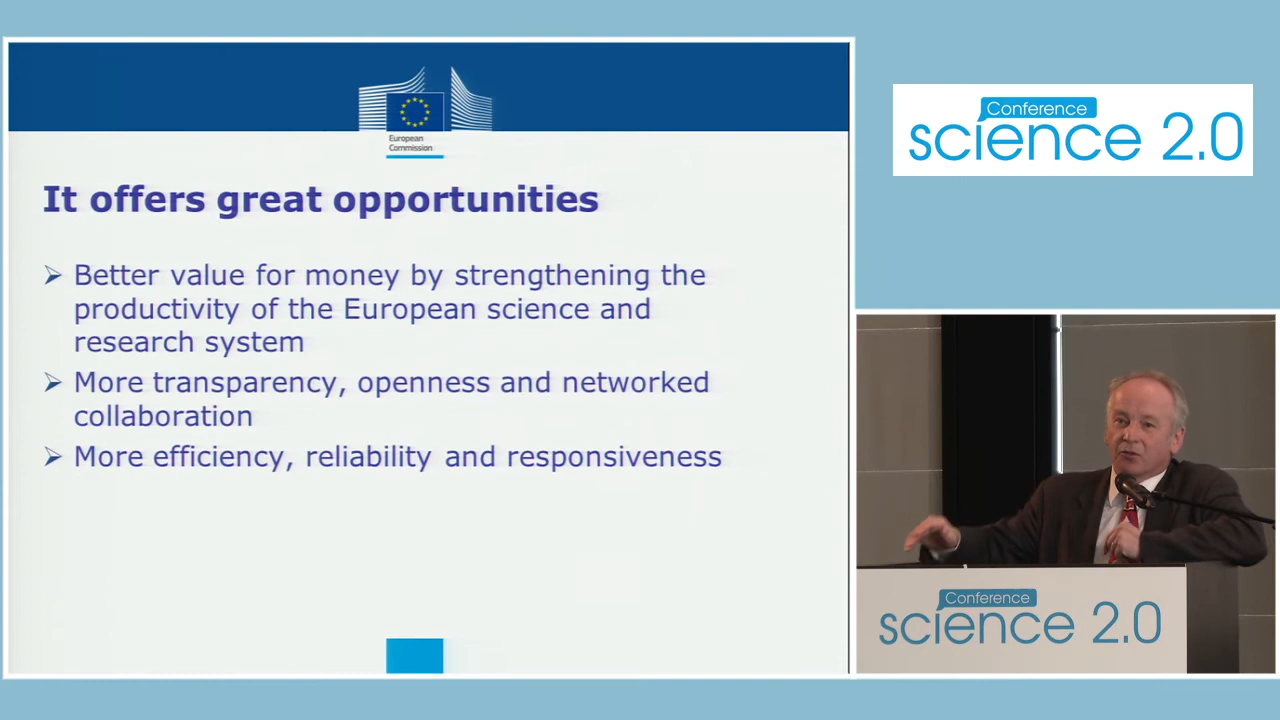 European
Commission
It offers great opportunities
Better value for money by strengthening the
productivity of the European science and
research system
More transparency, openness and networked
collaboration
More efficiency, reliability and responsiveness
Conference
science 2.0
Conference
science 2.0